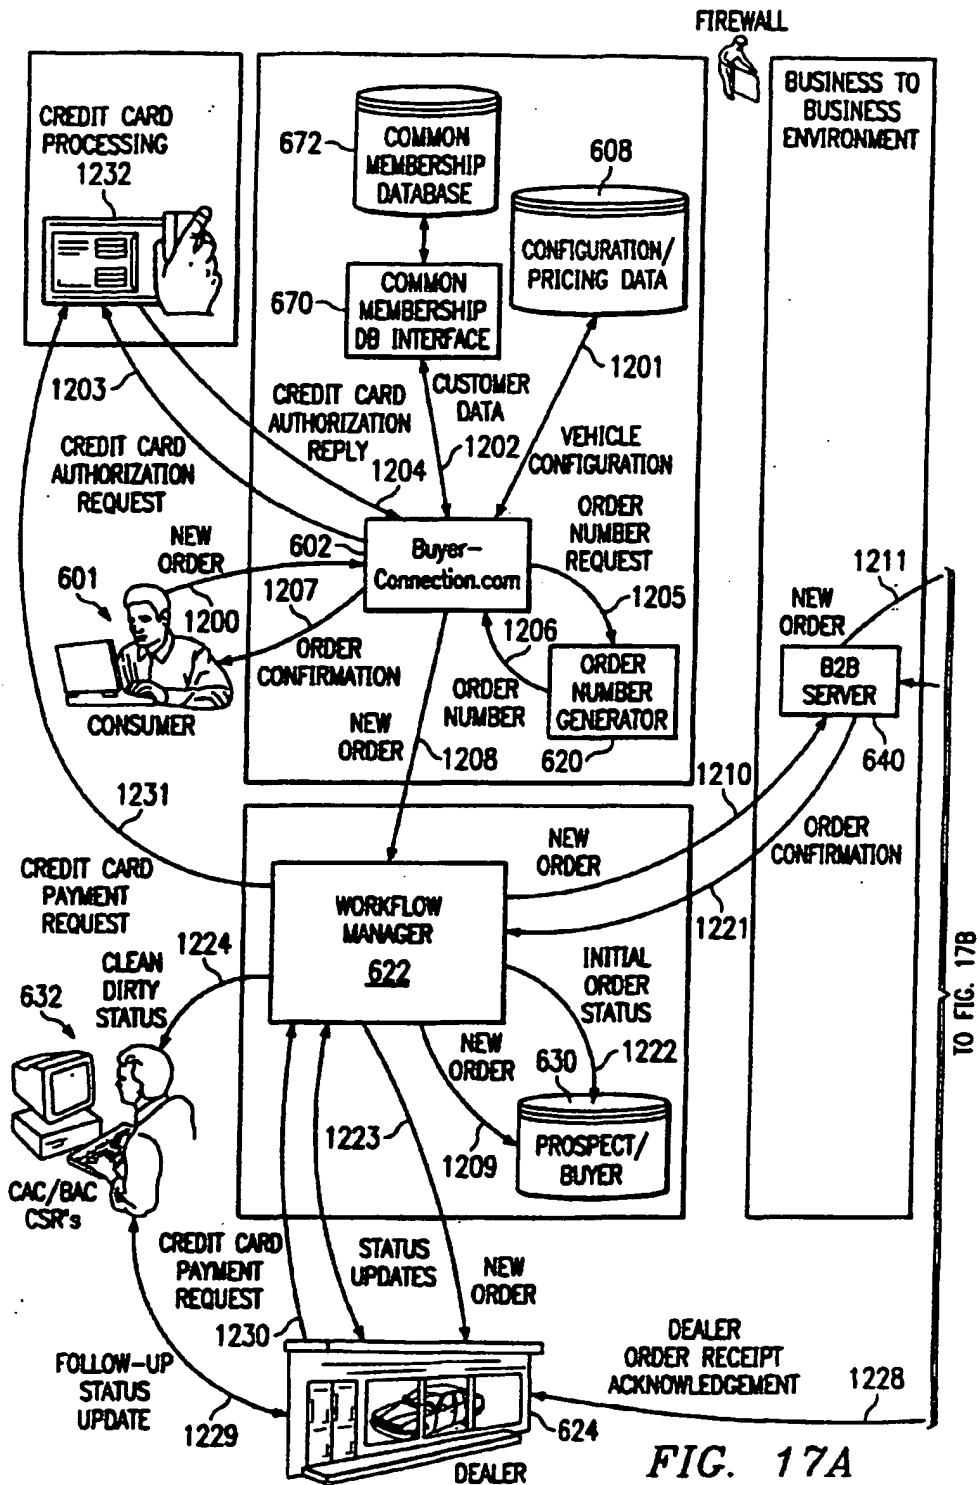 FIREWALL
CREDIT CARD
PROCESSING
1232
672
COMMON
MEMBERSHIP
DATABASE
608
CONFIGURATION/
PRICING DATA
BUSINESS TO
BUSINESS
ENVIRONMENT
670
COMMON
MEMBERSHIP
DB INTERFACE
1201
1203
CREDIT CARD
AUTHORIZATION
REQUEST
CREDIT CARD
AUTHORIZATION
REPLY
1204
CUSTOMER
DATA
1202
VEHICLE
CONFIGURATION
ORDER
NUMBER
REQUEST
1205
602
Buyer-
Connection.com
NEW
ORDER
1200
601
CONSUMER
1207
ORDER
CONFIRMATION
1206
ORDER
NUMBER
ORDER
NUMBER
GENERATOR
620
NEW
ORDER
1208
1211
NEW
ORDER
B2B
SERVER
640
1210
NEW
ORDER
ORDER
CONFIRMATION
1221
1231
CREDIT CARD
PAYMENT
REQUEST
WORKFLOW
MANAGER
622
1224
CLEAN
DIRTY
STATUS
632
CAC/BAC
CSR's
INITIAL
ORDER
STATUS
1222
NEW
ORDER
630
1209
PROSPECT/
BUYER
1223
TO FIG. 17B
CREDIT CARD
PAYMENT
REQUEST
1230
STATUS
UPDATES
NEW
ORDER
FOLLOW-UP
STATUS
UPDATE
1229
DEALER
ORDER RECEIPT
ACKNOWLEDGEMENT
1228
624
DEALER
FIG. 17A